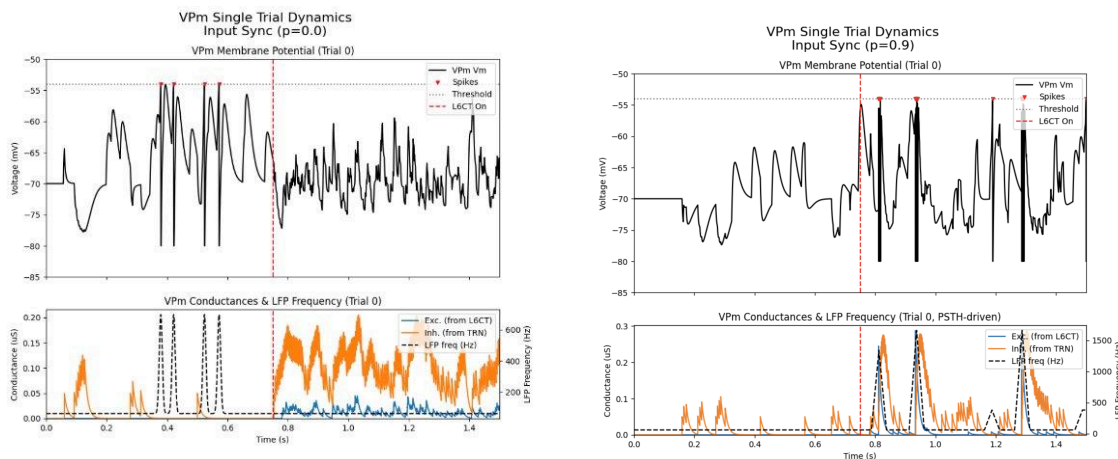 VPm Single Trial Dynamics
Input Sync (p=0.0)
VPm Membrane Potential (Trial 0)
−50
−55
−60
−65
−70
−75
−80
−85
Voltage (mV)
VPm Vm
Spikes
Threshold
L6CT On
VPm Conductances & LFP Frequency (Trial 0)
0.20
0.15
0.10
0.05
0.00
Conductance (uS)
Exc. (from L6CT)
Inh. (from TRN)
LFP freq (Hz)
600
400
200
LFP Frequency (Hz)
0.0 0.2 0.4 0.6 0.8 1.0 1.2 1.4
Time (s)
VPm Single Trial Dynamics
Input Sync (p=0.9)
VPm Membrane Potential (Trial 0)
−50
−55
−60
−65
−70
−75
−80
−85
Voltage (mV)
VPm Vm
Spikes
Threshold
L6CT On
VPm Conductances & LFP Frequency (Trial 0, PSTH-driven)
0.3
0.2
0.1
0.0
Conductance (uS)
Exc. (from L6CT)
Inh. (from TRN)
LFP freq (Hz)
1500
1000
500
0
LFP Frequency (Hz)
0.0 0.2 0.4 0.6 0.8 1.0 1.2 1.4
Time (s)